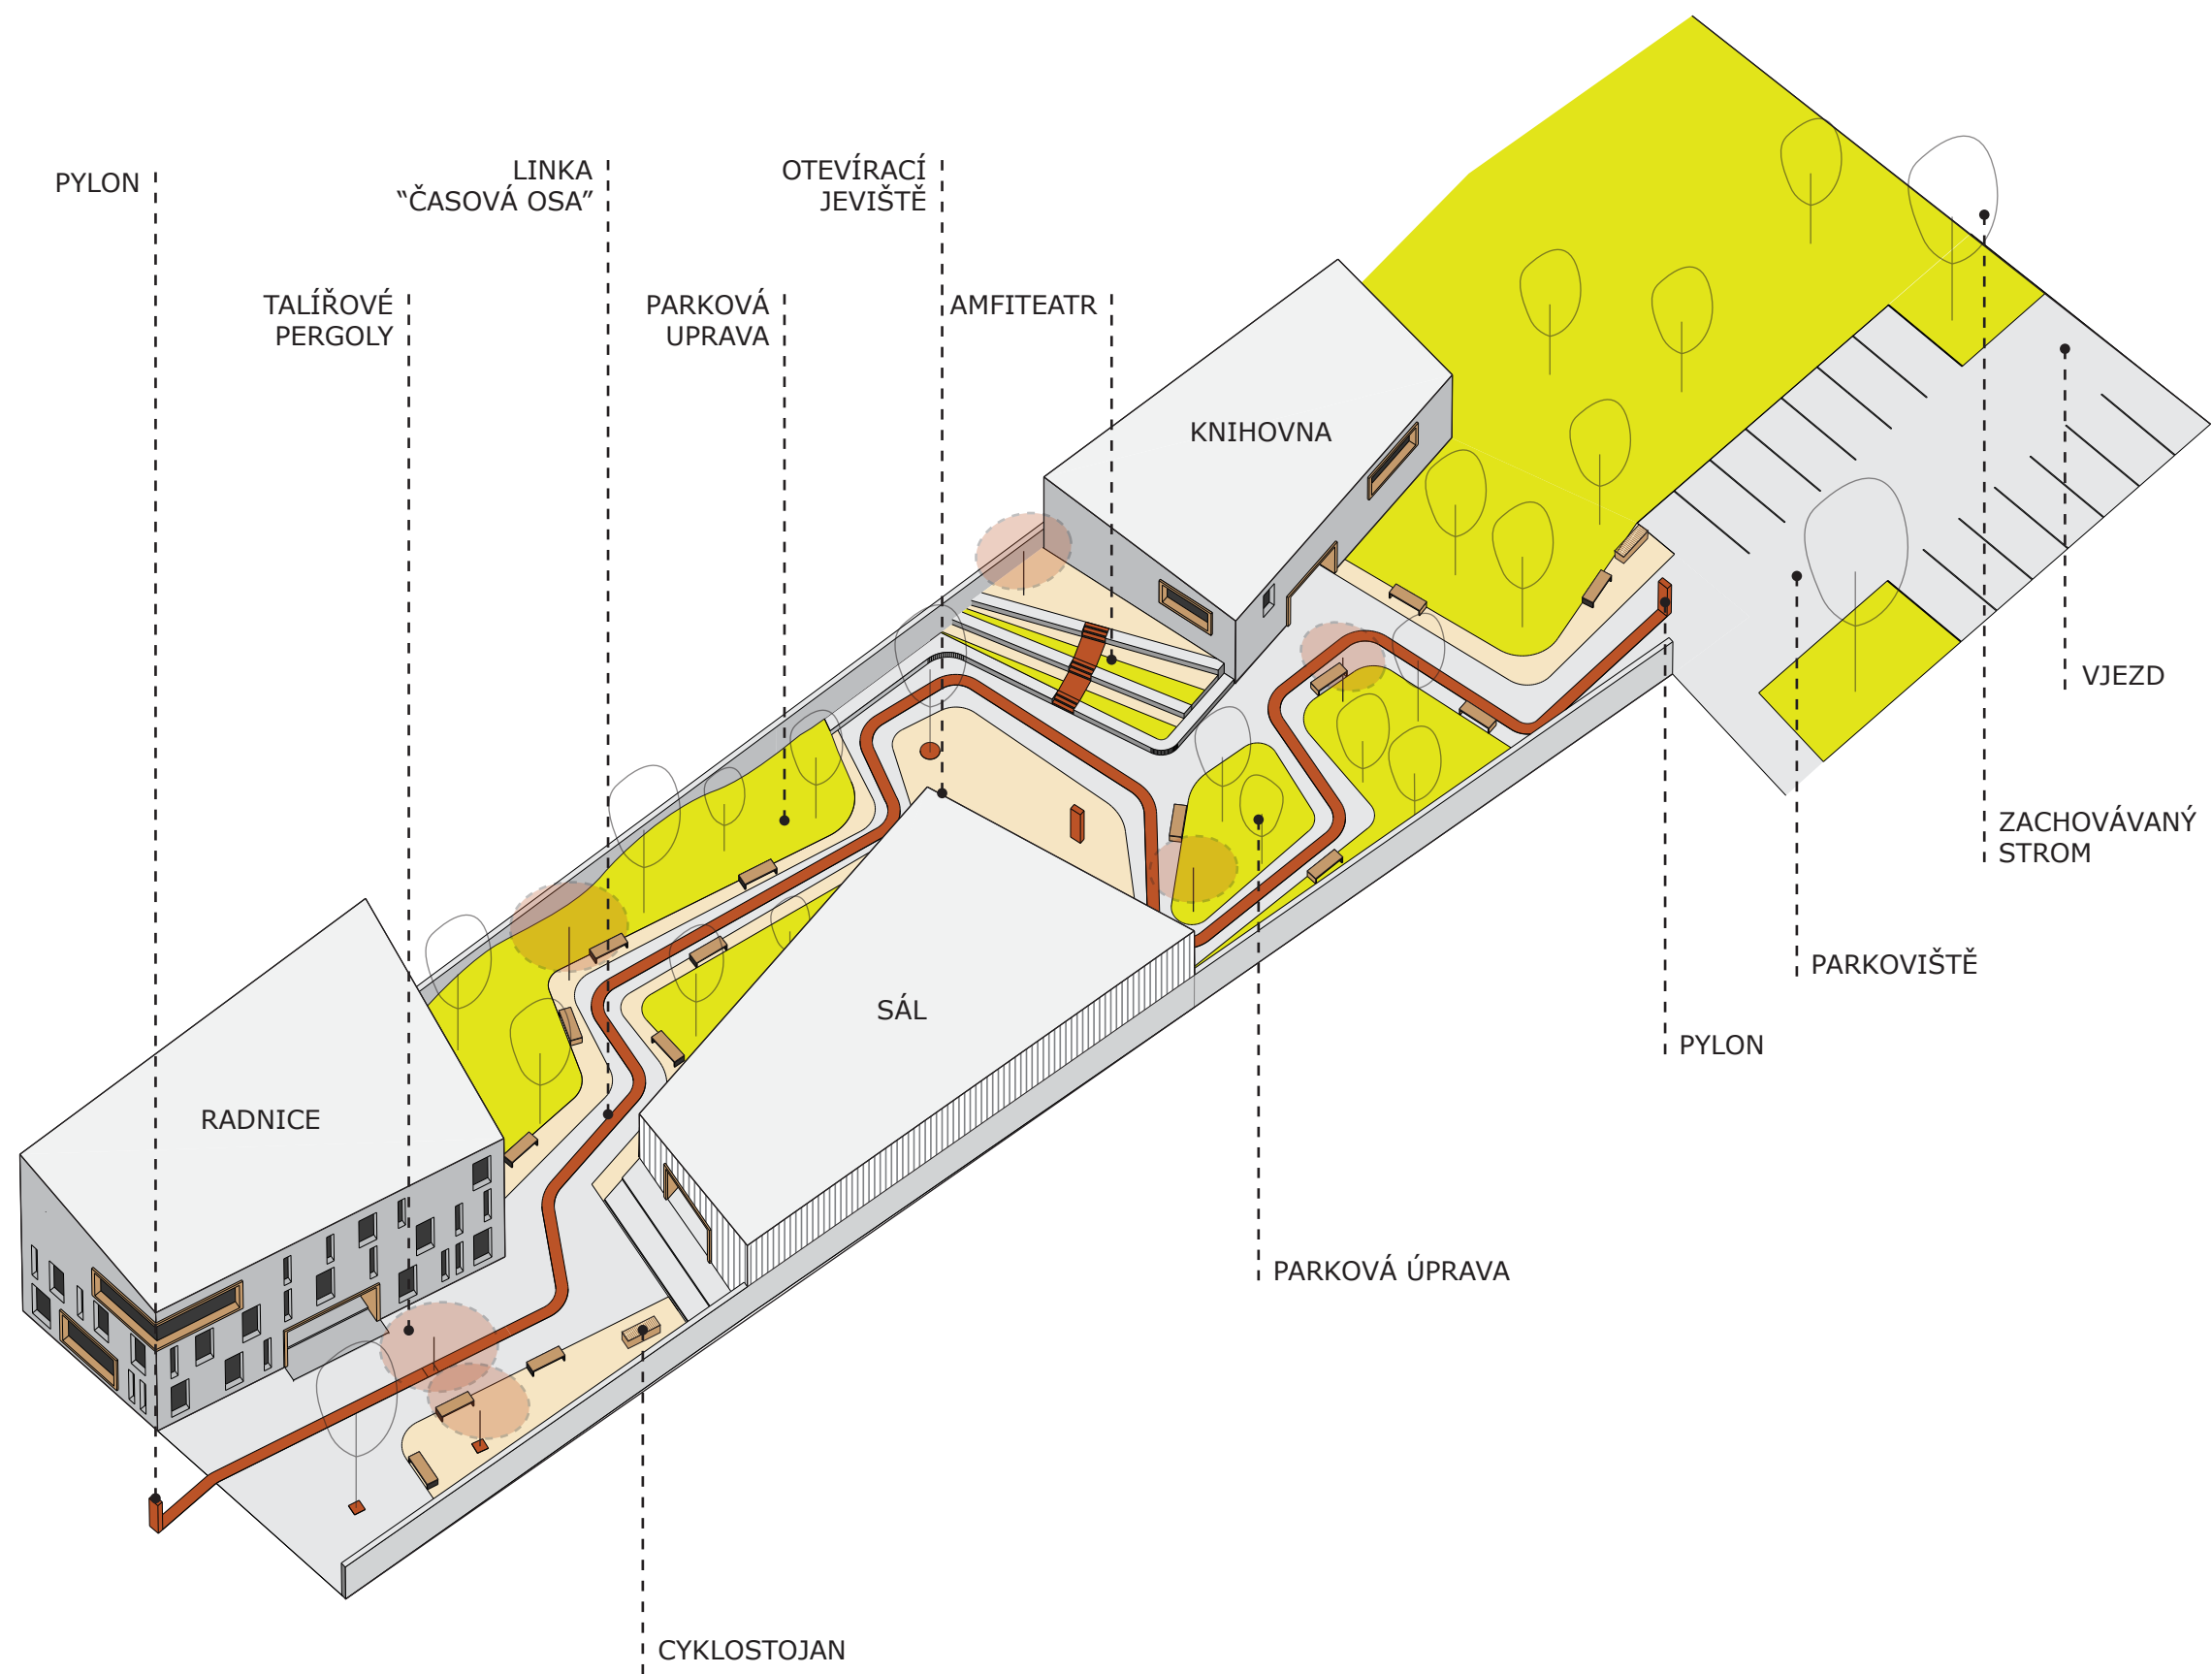 PYLON
LINKA
“ČASOVÁ OSA”
OTEVÍRACÍ
JEVIŠTĚ
TALÍŘOVÉ
PERGOLY
PARKOVÁ
UPRAVA
AMFITEATR
KNIHOVNA
VJEZD
ZACHOVÁVANÝ
STROM
PARKOVIŠTĚ
SÁL
PYLON
RADNICE
PARKOVÁ ÚPRAVA
CYKLOSTOJAN